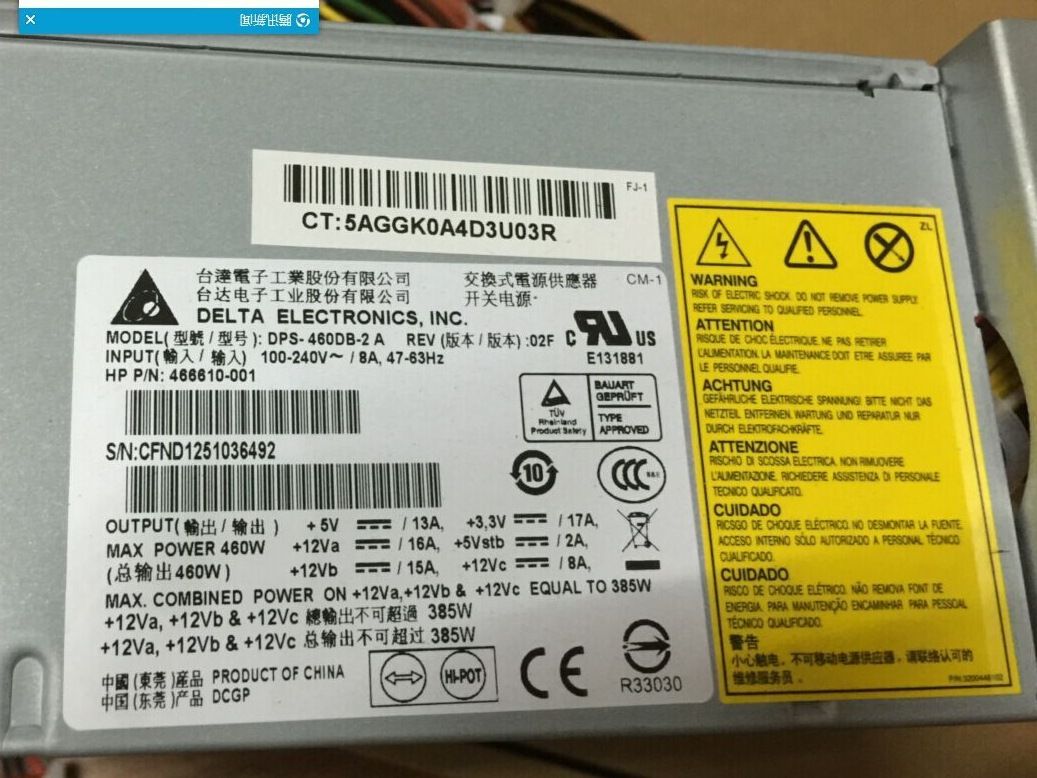 腾讯新闻
FJ-1
CT:5AGGK0A4D3U03R
台達電子工業股份有限公司 交換式電源供應器 CM-1
台达电子工业股份有限公司 开关电源
DELTA ELECTRONICS, INC.
MODEL(型號/型号): DPS-460DB-2 A REV (版本/版本) :02F
INPUT(輸入/输入) 100-240V~ / 8A, 47-63Hz
HP P/N: 466610-001
C US
E131881
TÜV
Rheinland
Product Safety
BAUART
GEPRÜFT
TYPE
APPROVED
S/N:CFND1251036492
10
CCC S&E
OUTPUT(輸出/输出) +5V / 13A, +3,3V / 17A,
MAX POWER 460W +12Va / 16A, +5Vstb / 2A,
(总输出460W) +12Vb / 15A, +12Vc / 8A,
MAX. COMBINED POWER ON +12Va,+12Vb & +12Vc EQUAL TO 385W
+12Va, +12Vb & +12Vc 總輸出不可超過 385W
+12Va, +12Vb & +12Vc 总输出不可超过 385W
中國(東莞)產品 PRODUCT OF CHINA
中国(东莞)产品 DCGP
HI-POT
CE
R33030
ZL
WARNING
RISK OF ELECTRIC SHOCK. DO NOT REMOVE POWER SUPPLY.
REFER SERVICING TO QUALIFIED PERSONNEL.
ATTENTION
RISQUE DE CHOC ÉLECTRIQUE. NE PAS RETIRER
L'ALIMENTATION. LA MAINTENANCE DOIT ETRE ASSUREE PAR
LE PERSONNEL QUALIFIE.
ACHTUNG
GEFÄHRLICHE ELEKTRISCHE SPANNUNG! BITTE NICHT DAS
NETZTEIL ENTFERNEN. WARTUNG UND REPARATUR NUR
DURCH ELEKTROFACHKRÄFTE.
ATTENZIONE
RISCHIO DI SCOSSA ELECTRICA. NON RIMUOVERE
L'ALIMENTAZIONE. RICHIEDERE ASSISTENZA DI PERSONALE
TECNICO QUALIFICATO.
CUIDADO
RICSGO DE CHOQUE ELÉCTRICO. NO DESMONTAR LA FUENTE.
ACCESO INTERNO SÓLO AUTORIZADO A PERSONAL TÉCNICO
CUALIFICADO.
CUIDADO
RISCO DE CHOQUE ELÉTRICO. NÃO REMOVA FONT DE
ENERGIA. PARA MANUTENÇÃO ENCAMINHAR PARA PESSOAL
TÉCNICO QUALIFICADO.
警告
小心触电。不可移动电源供应器。请联络认可的
维修服务员。
P/N:3200448102